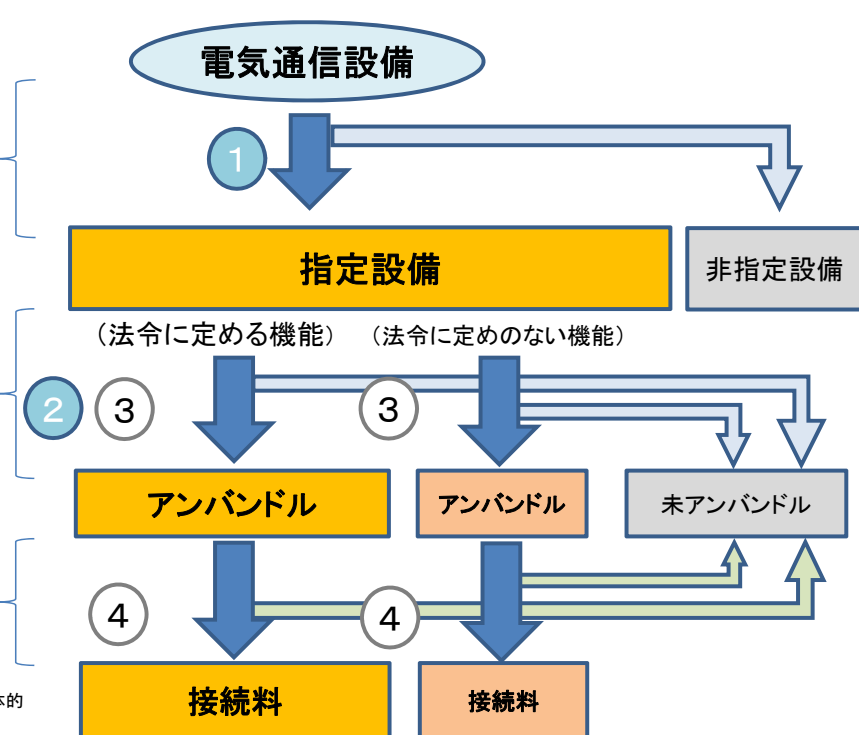 電気通信設備
1
指定設備
非指定設備
（法令に定める機能）
（法令に定めのない機能）
2
3
3
アンバンドル
アンバンドル
未アンバンドル
4
4
接続料
接続料